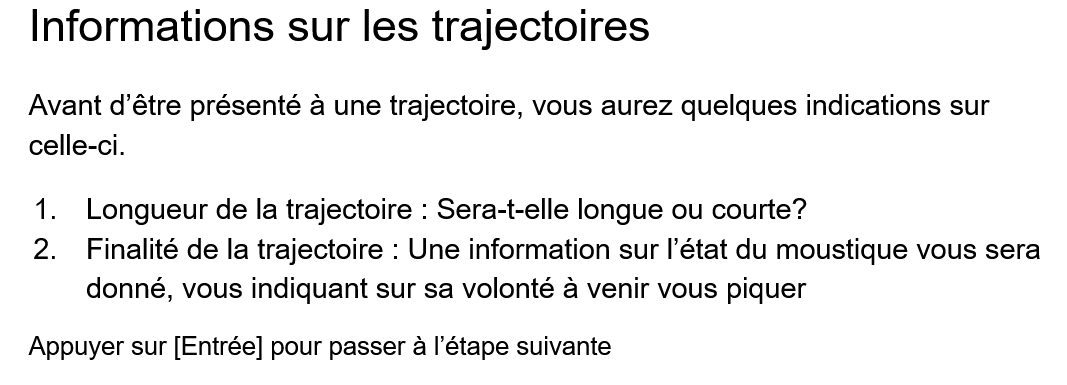 Informations sur les trajectoires
Avant d’être présenté à une trajectoire, vous aurez quelques indications sur
celle-ci.
1. Longueur de la trajectoire : Sera-t-elle longue ou courte?
2. Finalité de la trajectoire : Une information sur l’état du moustique vous sera
donné, vous indiquant sur sa volonté à venir vous piquer
Appuyer sur [Entrée] pour passer à l’étape suivante